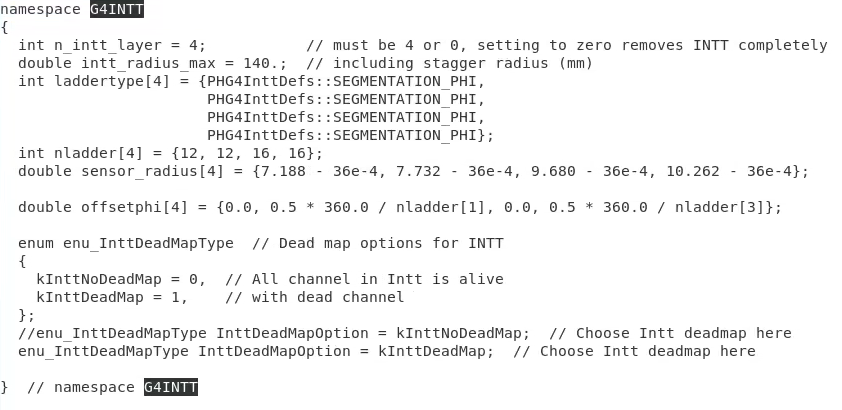 namespace G4INTT
{
  int n_intt_layer = 4;           // must be 4 or 0, setting to zero removes INTT completely
  double intt_radius_max = 140.;  // including stagger radius (mm)
  int laddertype[4] = {PHG4InttDefs::SEGMENTATION_PHI,
                       PHG4InttDefs::SEGMENTATION_PHI,
                       PHG4InttDefs::SEGMENTATION_PHI,
                       PHG4InttDefs::SEGMENTATION_PHI};
  int nladder[4] = {12, 12, 16, 16};
  double sensor_radius[4] = {7.188 - 36e-4, 7.732 - 36e-4, 9.680 - 36e-4, 10.262 - 36e-4};

  double offsetphi[4] = {0.0, 0.5 * 360.0 / nladder[1], 0.0, 0.5 * 360.0 / nladder[3]};

  enum enu_InttDeadMapType  // Dead map options for INTT
  {
    kInttNoDeadMap = 0,  // All channel in Intt is alive
    kInttDeadMap = 1,    // with dead channel
  };
  //enu_InttDeadMapType InttDeadMapOption = kInttNoDeadMap;  // Choose Intt deadmap here
  enu_InttDeadMapType InttDeadMapOption = kInttDeadMap;  // Choose Intt deadmap here

}  // namespace G4INTT